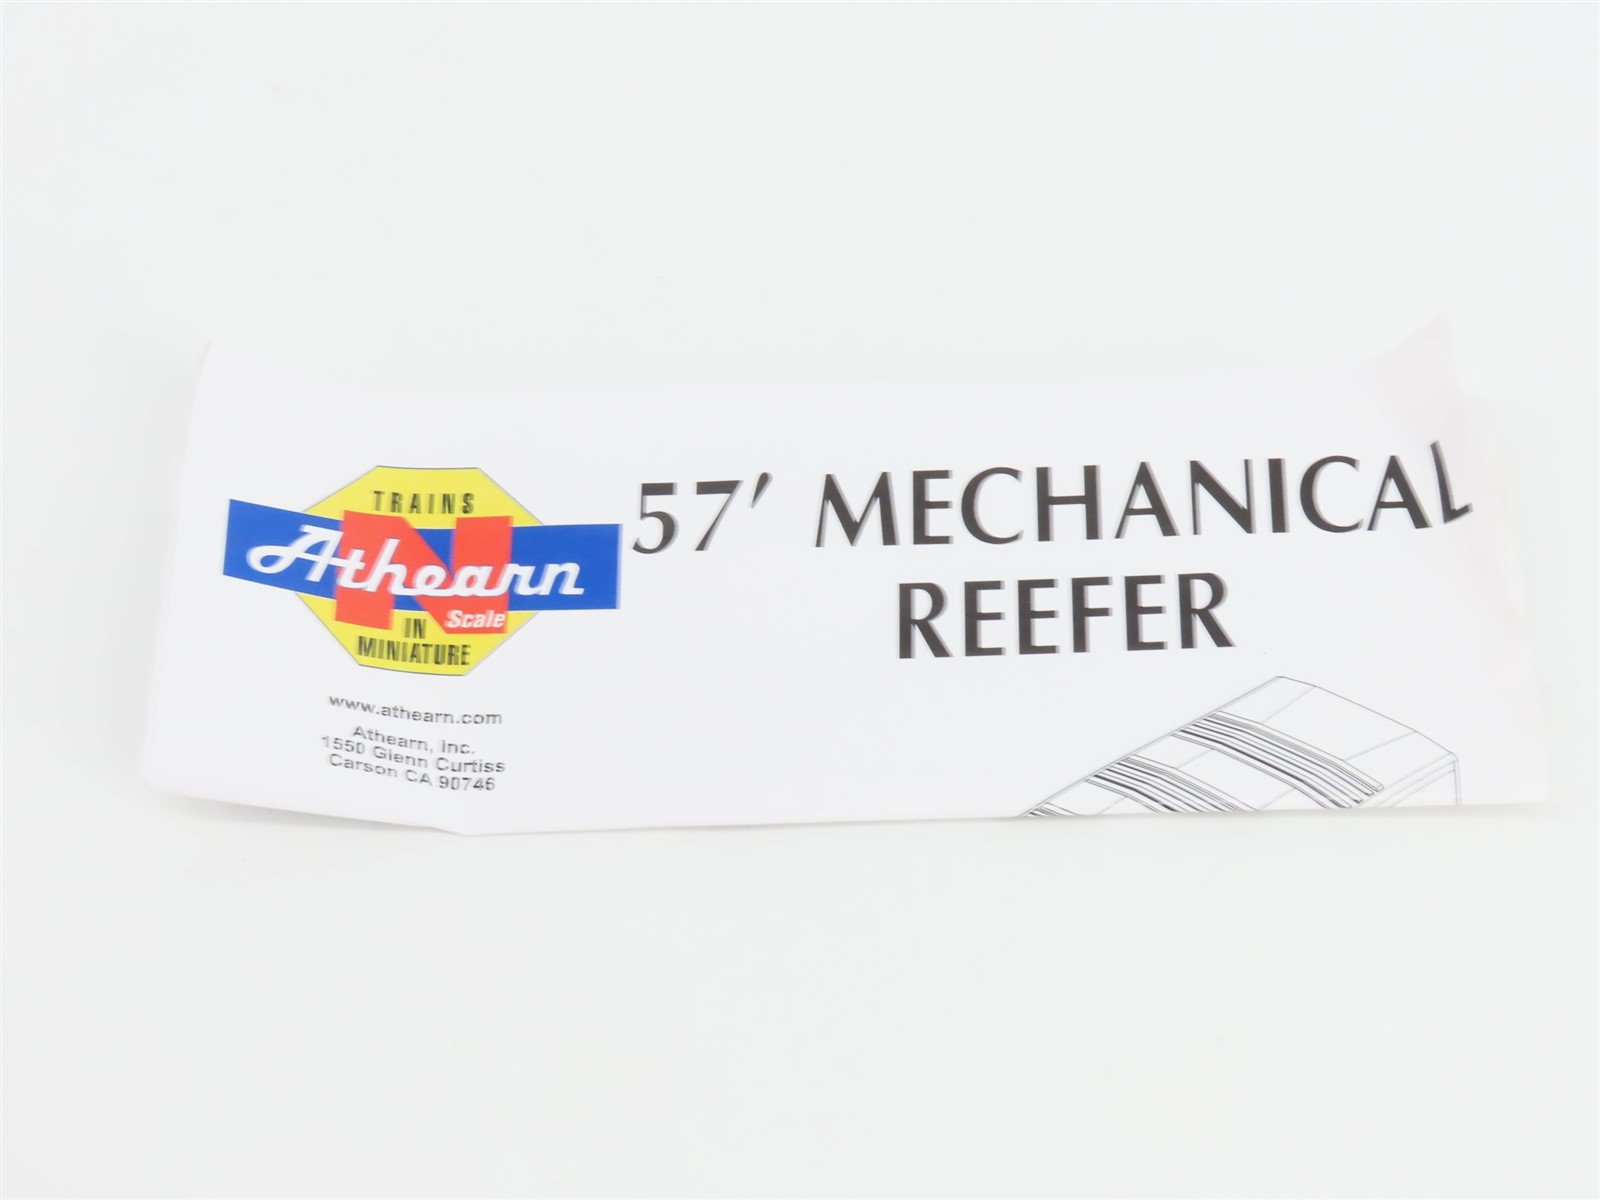 TRAINS
Athearn
N Scale
IN
MINIATURE
www.athearn.com
Athearn, Inc.
1550 Glenn Curtiss
Carson CA 90746
57' MECHANICAL
REEFER